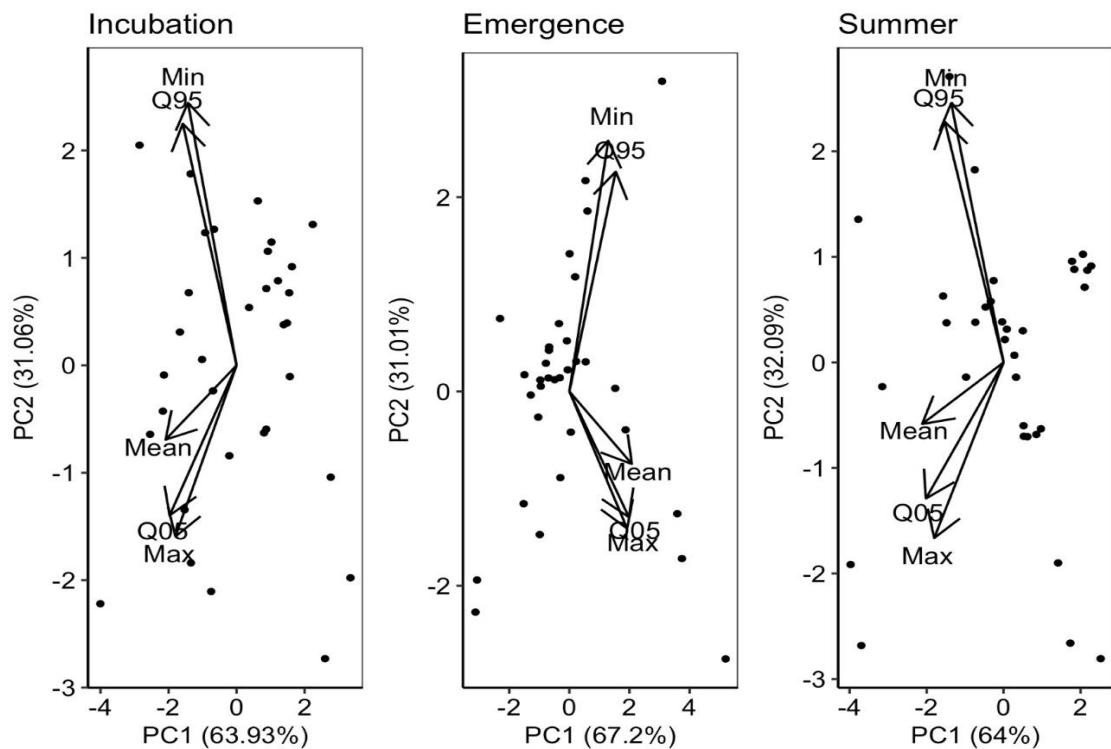 Incubation
Min
Q95
Mean
Q05
Max
2
1
0
-1
-2
-3
PC2 (31.06%)
-4 -2 0 2
PC1 (63.93%)
Emergence
Min
Q95
Mean
Q05
Max
2
0
-2
PC2 (31.01%)
-4 -2 0 2 4
PC1 (67.2%)
Summer
Min
Q95
Mean
Q05
Max
2
1
0
-1
-2
-3
PC2 (32.09%)
-4 -2 0 2
PC1 (64%)